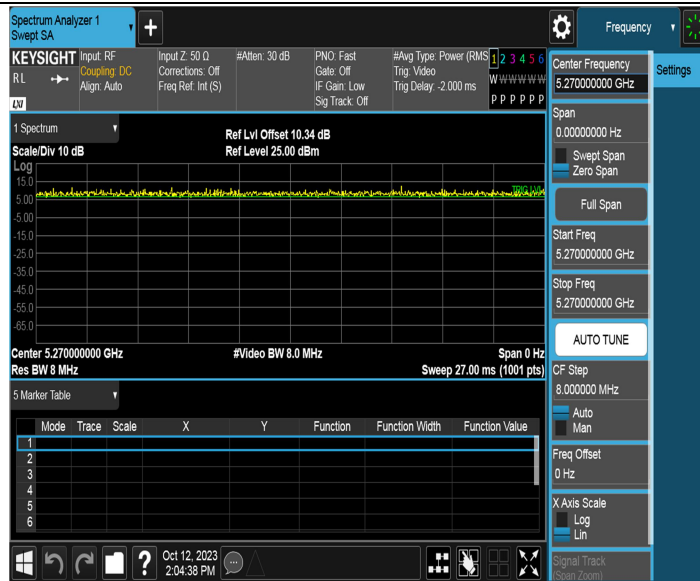 Spectrum Analyzer 1
Swept SA
Frequency
KEYSIGHT
RL
LXI
Input: RF
Coupling: DC
Align: Auto
Input Z: 50 Ω
Corrections: Off
Freq Ref: Int (S)
#Atten: 30 dB
PNO: Fast
Gate: Off
IF Gain: Low
Sig Track: Off
#Avg Type: Power (RMS
Trig: Video
Trig Delay: -2.000 ms
1 2 3 4 5 6
W W W W W W
P P P P P P
1 Spectrum
Scale/Div 10 dB
Ref Lvl Offset 10.34 dB
Ref Level 25.00 dBm
Log
15.0
5.00
-5.00
-15.0
-25.0
-35.0
-45.0
-55.0
-65.0
TRIG LVL
Center 5.270000000 GHz
#Video BW 8.0 MHz
Span 0 Hz
Res BW 8 MHz
Sweep 27.00 ms (1001 pts)
5 Marker Table
Mode Trace Scale X Y Function Function Width Function Value
1
2
3
4
5
6
Oct 12, 2023
2:04:38 PM
Center Frequency
5.270000000 GHz
Settings
Span
0.00000000 Hz
Swept Span
Zero Span
Full Span
Start Freq
5.270000000 GHz
Stop Freq
5.270000000 GHz
AUTO TUNE
CF Step
8.000000 MHz
Auto
Man
Freq Offset
0 Hz
X Axis Scale
Log
Lin
Signal Track
(Span Zoom)